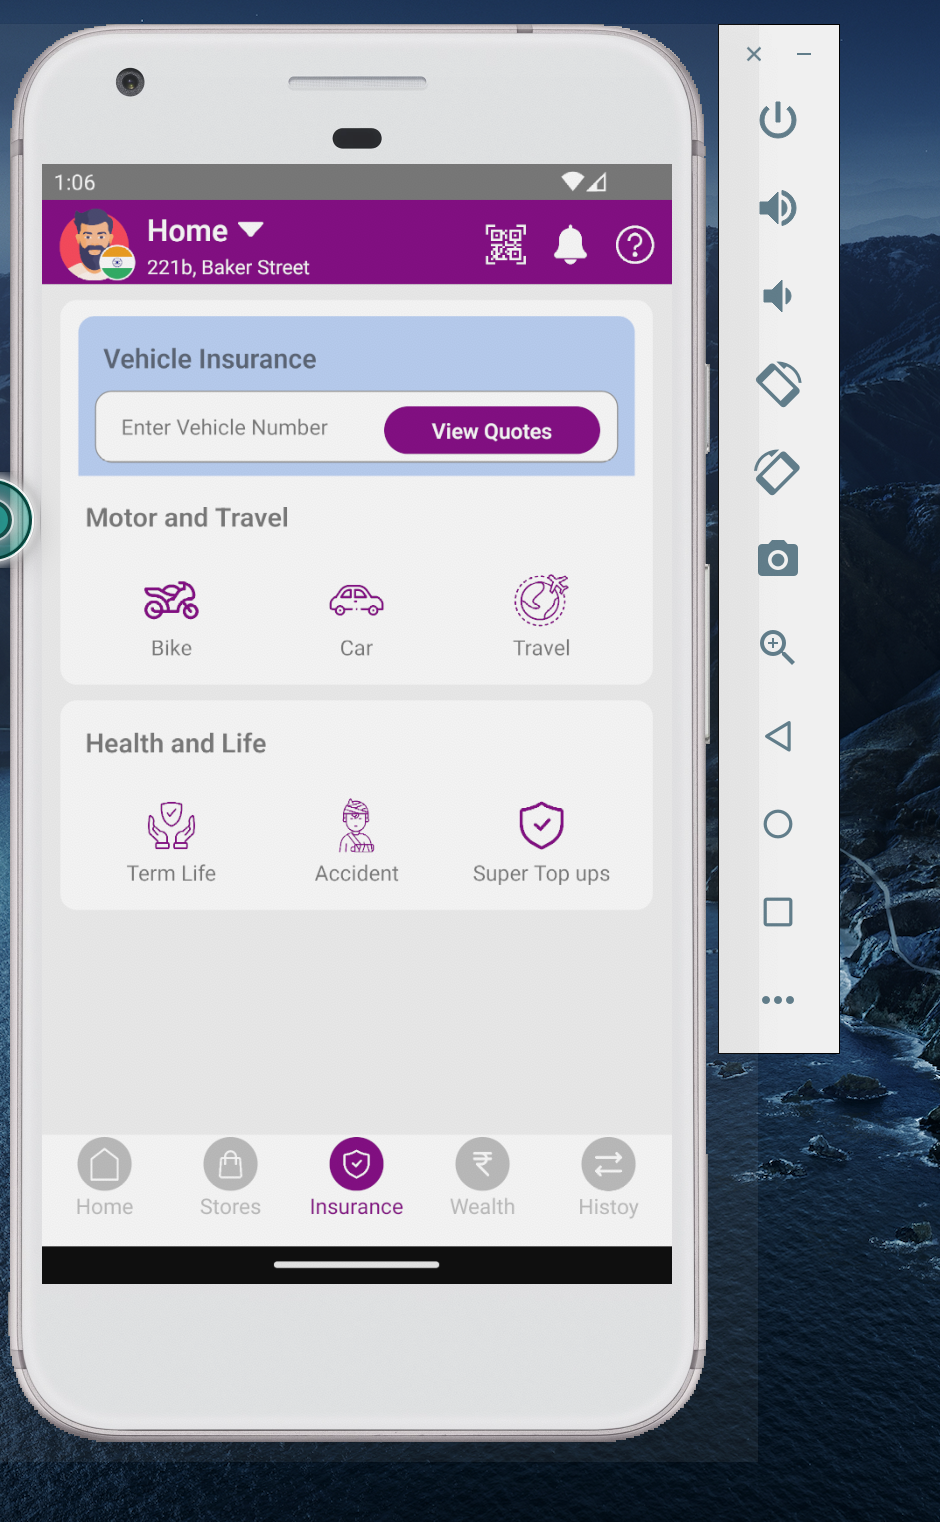 1:06
Home
221b, Baker Street
Vehicle Insurance
Enter Vehicle Number
View Quotes
Motor and Travel
Bike Car Travel
Health and Life
Term Life Accident Super Top ups
Home Stores Insurance Wealth Histoy